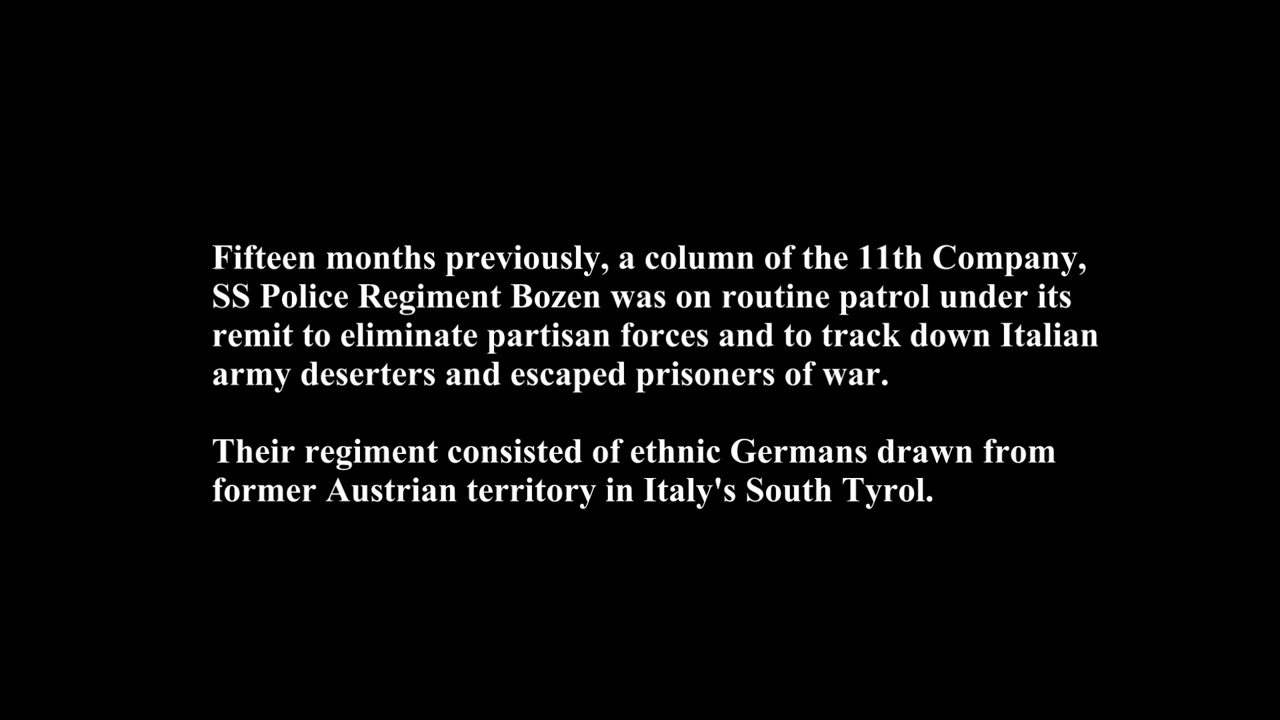 Fifteen months previously, a column of the 11th Company,
SS Police Regiment Bozen was on routine patrol under its
remit to eliminate partisan forces and to track down Italian
army deserters and escaped prisoners of war.
Their regiment consisted of ethnic Germans drawn from
former Austrian territory in Italy's South Tyrol.